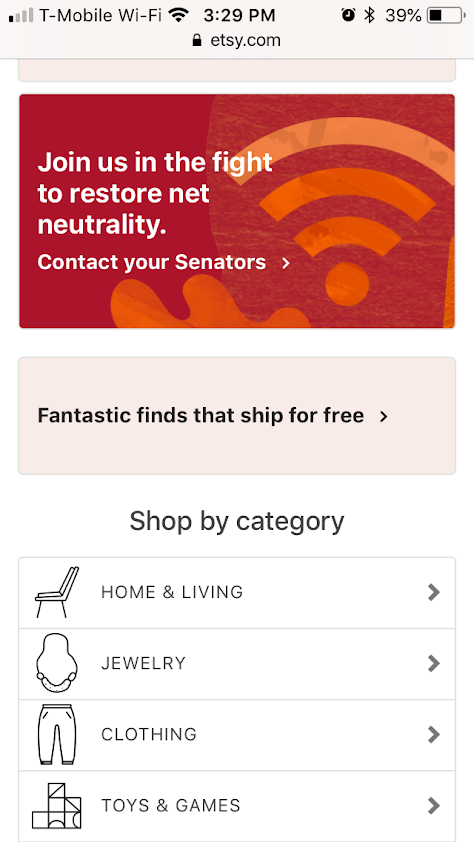 T-Mobile Wi-Fi 3:29 PM 39%
etsy.com
Join us in the fight
to restore net
neutrality.
Contact your Senators
Fantastic finds that ship for free
Shop by category
HOME & LIVING
JEWELRY
CLOTHING
TOYS & GAMES